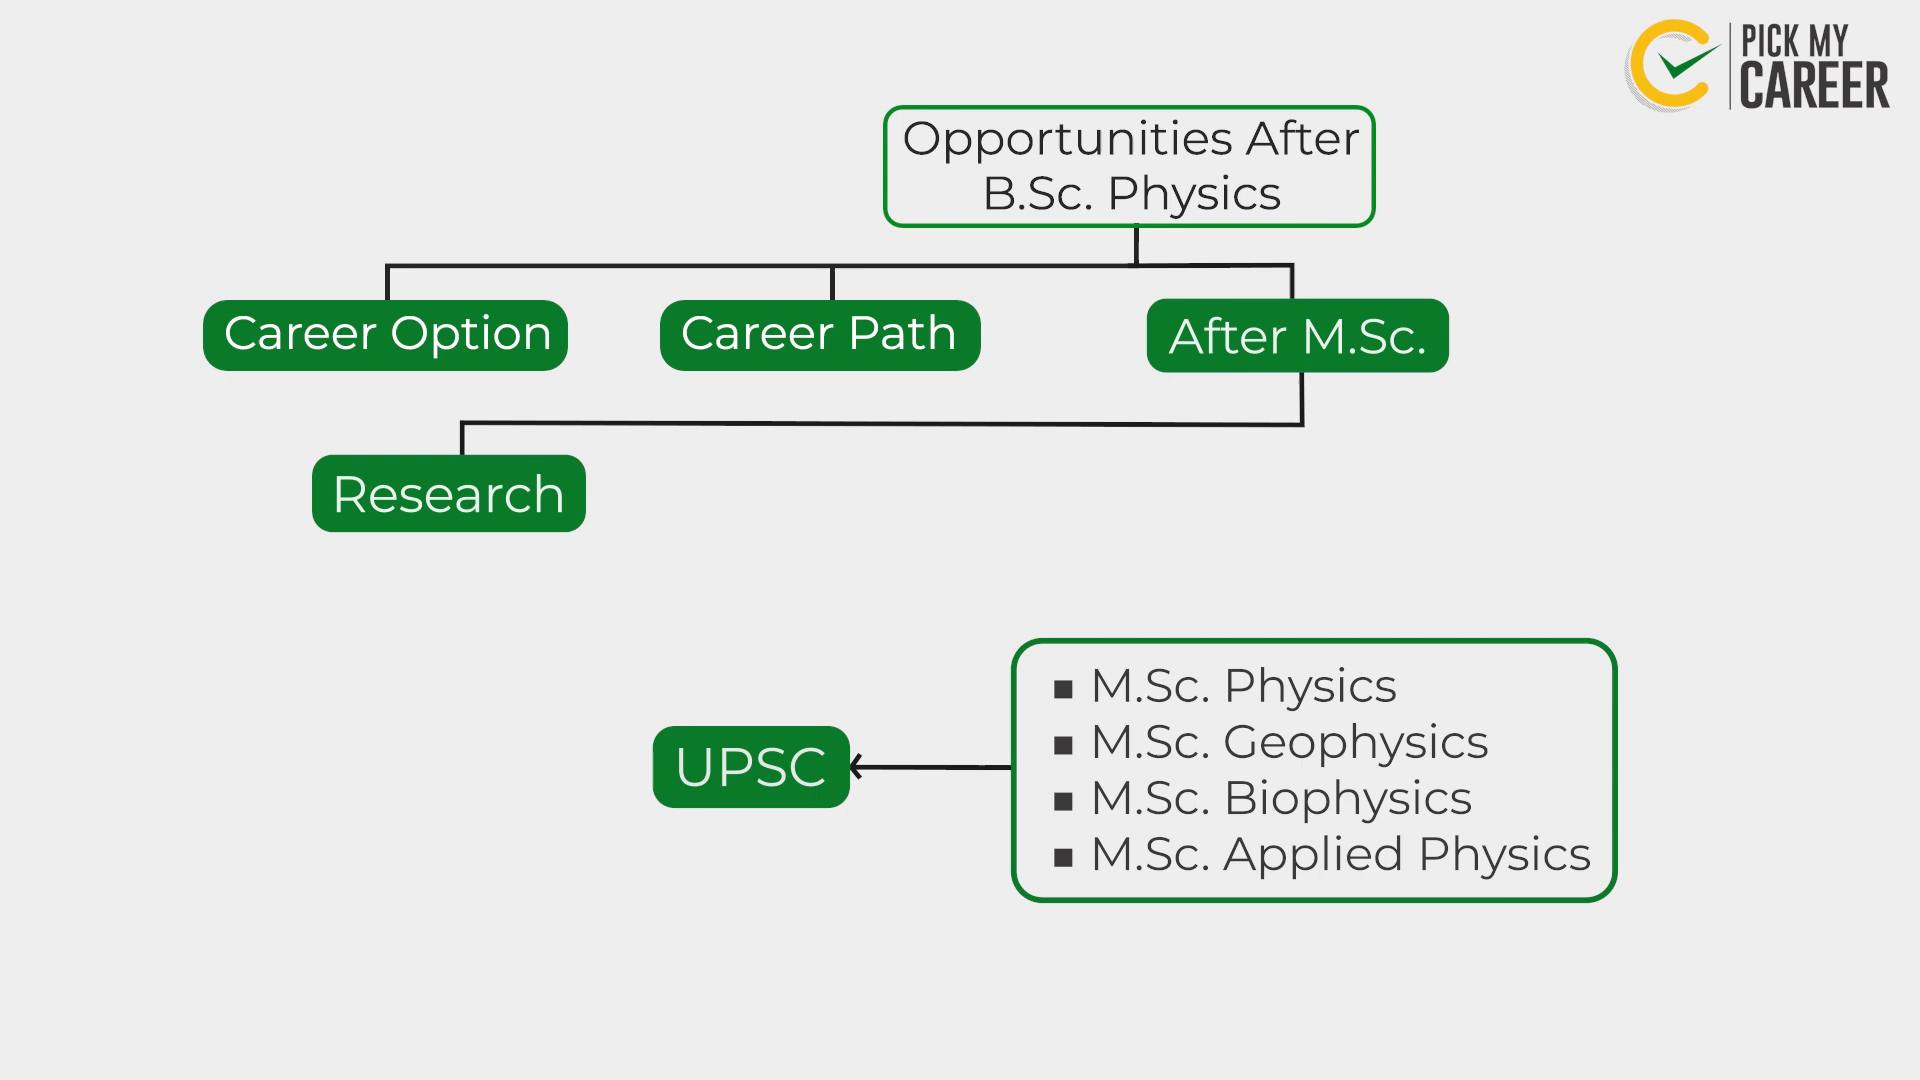 PICK MY
CAREER
Opportunities After
B.Sc. Physics
Career Option
Career Path
After M.Sc.
Research
UPSC
▪ M.Sc. Physics
▪ M.Sc. Geophysics
▪ M.Sc. Biophysics
▪ M.Sc. Applied Physics